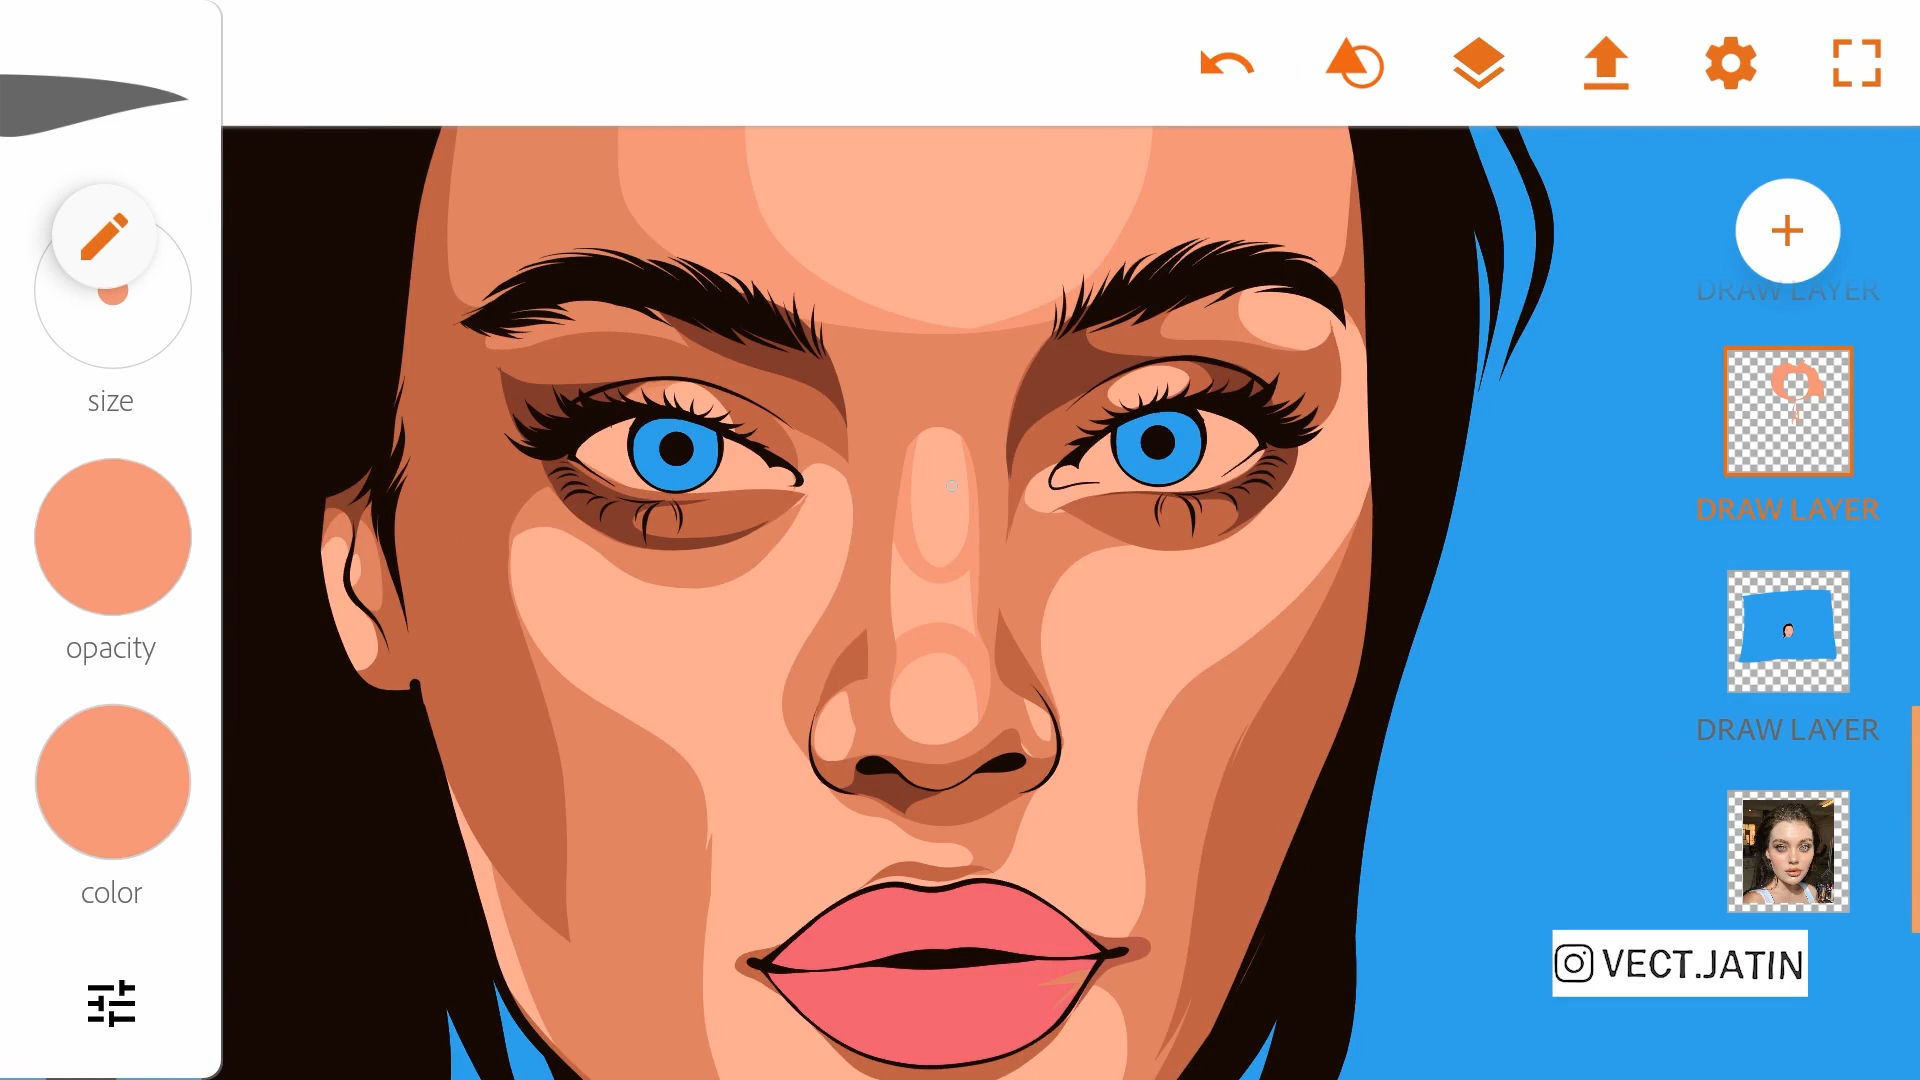 size
opacity
color
DRAW LAYER
DRAW LAYER
DRAW LAYER
VECT.JATIN